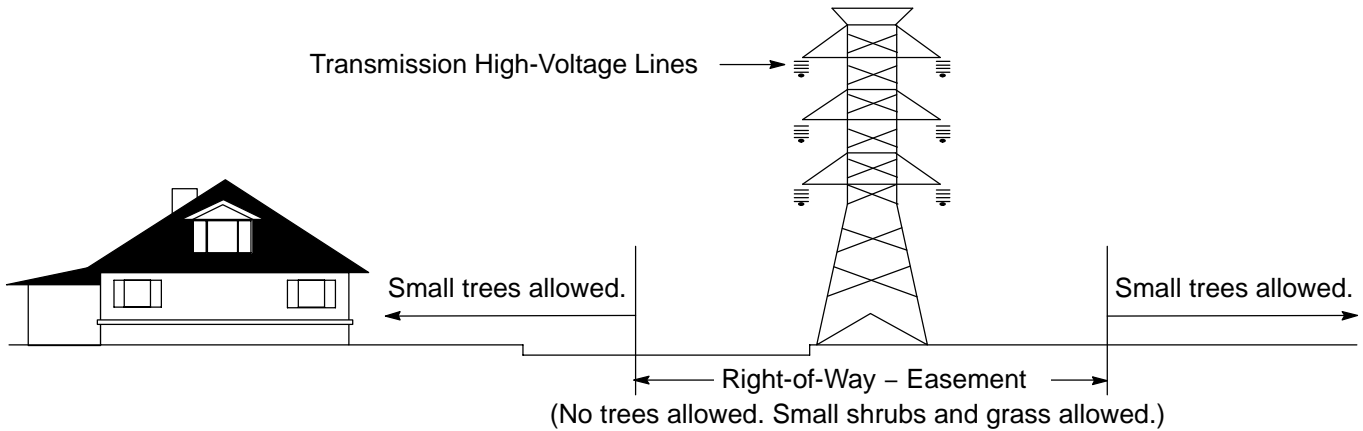 Transmission High-Voltage Lines
Small trees allowed.
Small trees allowed.
Right-of-Way – Easement
(No trees allowed. Small shrubs and grass allowed.)